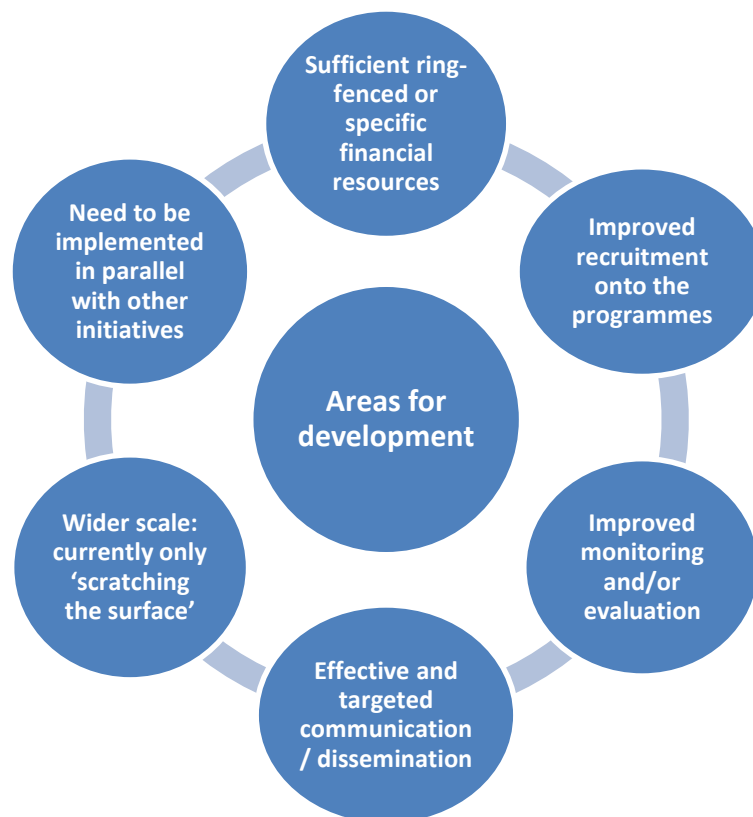 Sufficient ring-
fenced or
specific
financial
resources
Improved
recruitment
onto the
programmes
Improved
monitoring
and/or
evaluation
Effective and
targeted
communication
/ dissemination
Wider scale:
currently only
‘scratching
the surface’
Need to be
implemented
in parallel
with other
initiatives
Areas for
development